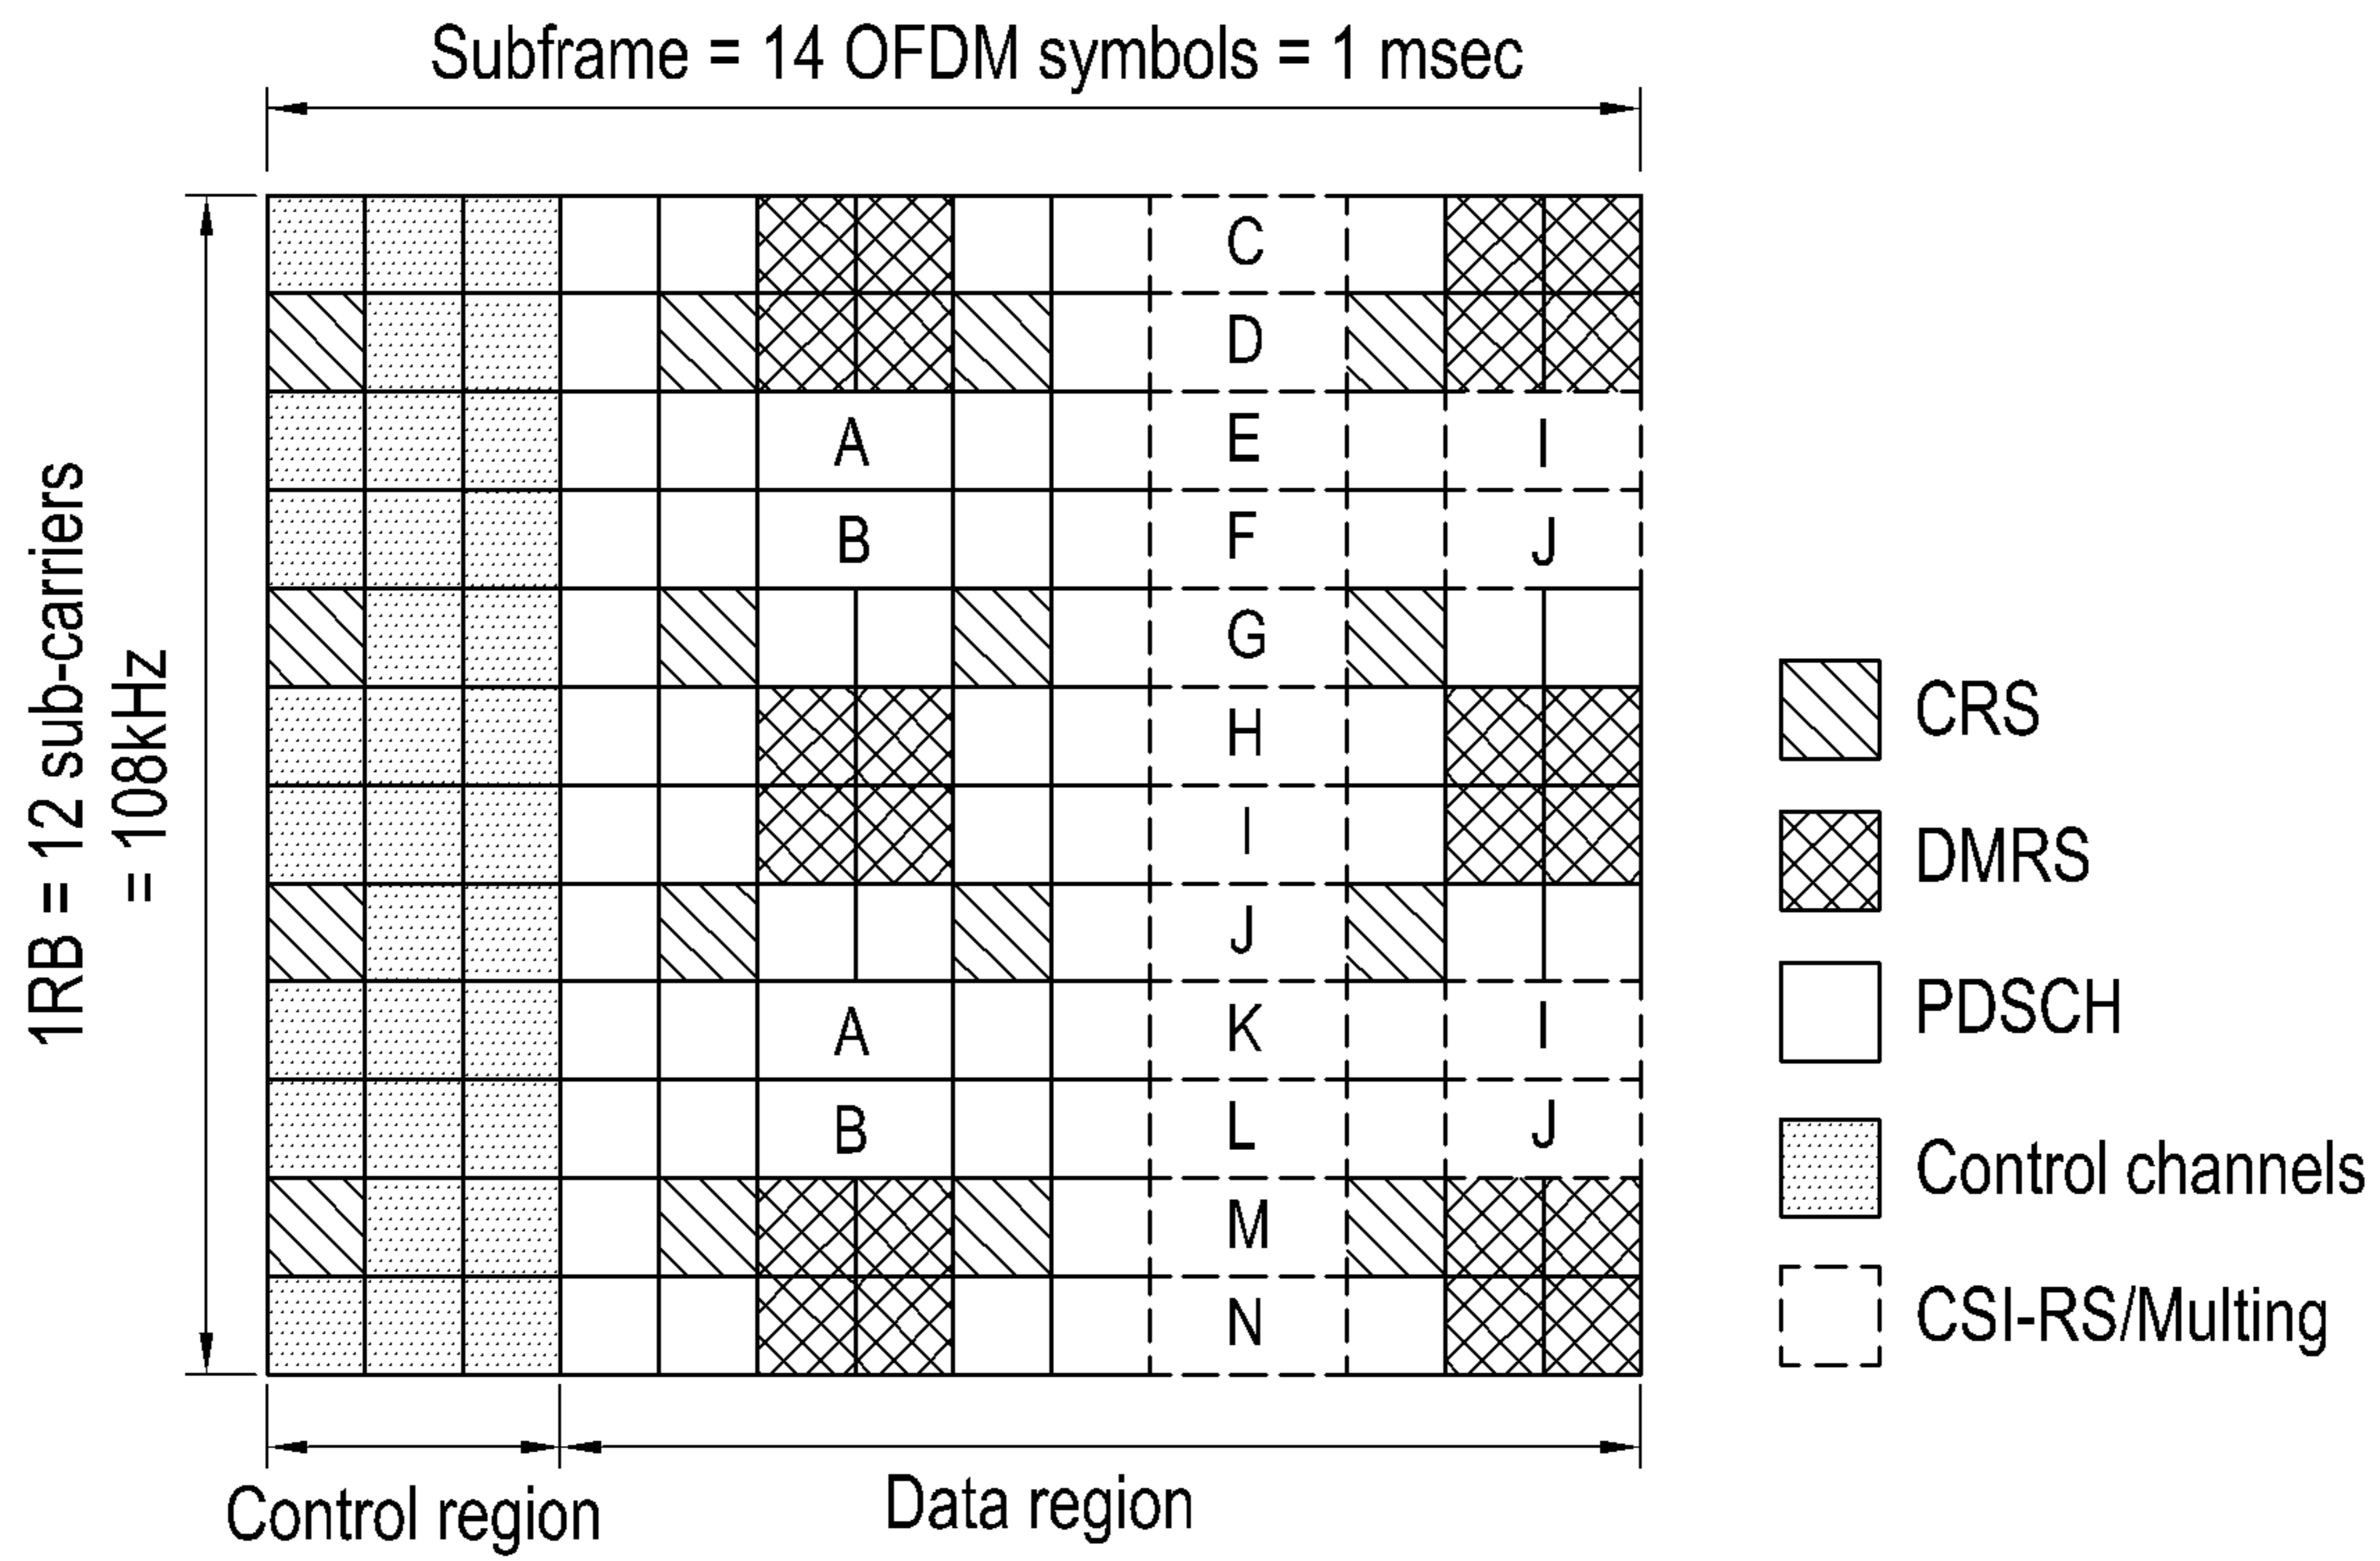 Subframe = 14 OFDM symbols = 1 msec
1RB = 12 sub-carriers
= 108kHz
C
D
A E I
B F J
G
H
I
J
A K I
B L J
M
N
CRS
DMRS
PDSCH
Control channels
CSI-RS/Multing
Control region
Data region